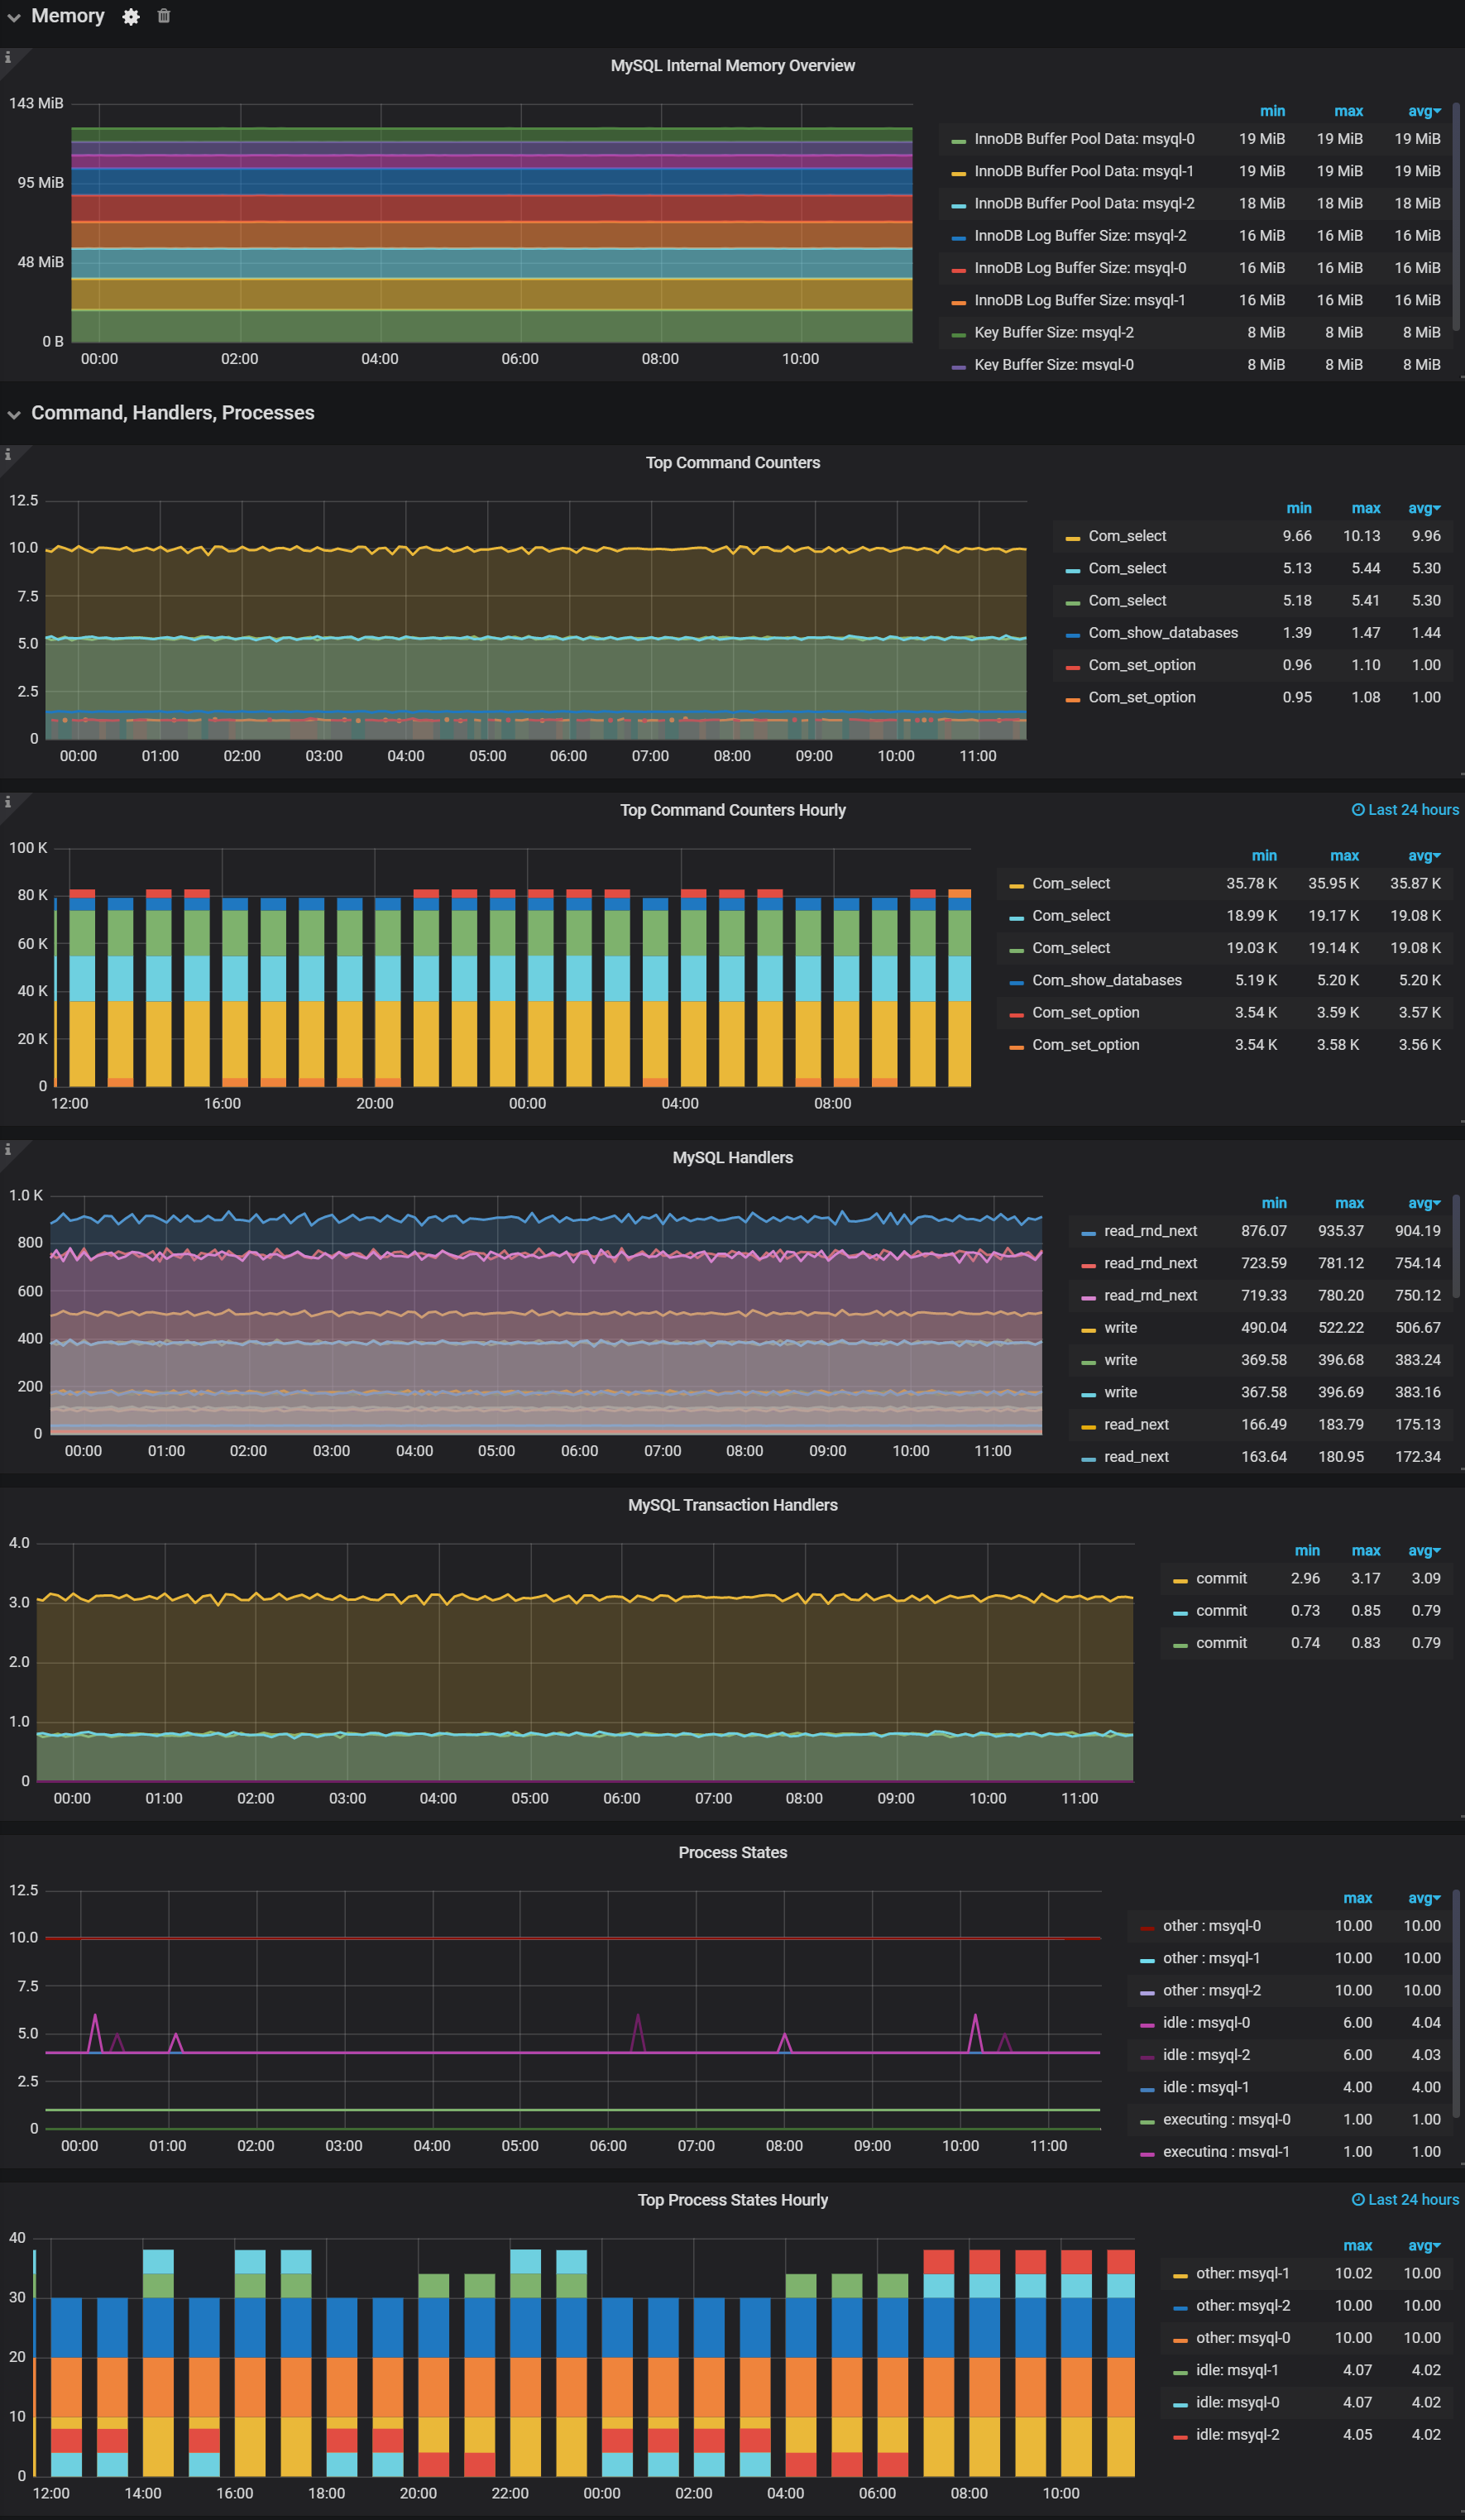 Memory
MySQL Internal Memory Overview
143 MiB
95 MiB
48 MiB
0 B
00:00 02:00 04:00 06:00 08:00 10:00
min max avg
InnoDB Buffer Pool Data: msyql-0 19 MiB 19 MiB 19 MiB
InnoDB Buffer Pool Data: msyql-1 19 MiB 19 MiB 19 MiB
InnoDB Buffer Pool Data: msyql-2 18 MiB 18 MiB 18 MiB
InnoDB Log Buffer Size: msyql-2 16 MiB 16 MiB 16 MiB
InnoDB Log Buffer Size: msyql-0 16 MiB 16 MiB 16 MiB
InnoDB Log Buffer Size: msyql-1 16 MiB 16 MiB 16 MiB
Key Buffer Size: msyql-2 8 MiB 8 MiB 8 MiB
Key Buffer Size: msyql-0 8 MiB 8 MiB 8 MiB
Command, Handlers, Processes
Top Command Counters
12.5
10.0
7.5
5.0
2.5
0
00:00 01:00 02:00 03:00 04:00 05:00 06:00 07:00 08:00 09:00 10:00 11:00
min max avg
Com_select 9.66 10.13 9.96
Com_select 5.13 5.44 5.30
Com_select 5.18 5.41 5.30
Com_show_databases 1.39 1.47 1.44
Com_set_option 0.96 1.10 1.00
Com_set_option 0.95 1.08 1.00
Top Command Counters Hourly
Last 24 hours
100 K
80 K
60 K
40 K
20 K
0
12:00 16:00 20:00 00:00 04:00 08:00
min max avg
Com_select 35.78 K 35.95 K 35.87 K
Com_select 18.99 K 19.17 K 19.08 K
Com_select 19.03 K 19.14 K 19.08 K
Com_show_databases 5.19 K 5.20 K 5.20 K
Com_set_option 3.54 K 3.59 K 3.57 K
Com_set_option 3.54 K 3.58 K 3.56 K
MySQL Handlers
1.0 K
800
600
400
200
0
00:00 01:00 02:00 03:00 04:00 05:00 06:00 07:00 08:00 09:00 10:00 11:00
min max avg
read_rnd_next 876.07 935.37 904.19
read_rnd_next 723.59 781.12 754.14
read_rnd_next 719.33 780.20 750.12
write 490.04 522.22 506.67
write 369.58 396.68 383.24
write 367.58 396.69 383.16
read_next 166.49 183.79 175.13
read_next 163.64 180.95 172.34
MySQL Transaction Handlers
4.0
3.0
2.0
1.0
0
00:00 01:00 02:00 03:00 04:00 05:00 06:00 07:00 08:00 09:00 10:00 11:00
min max avg
commit 2.96 3.17 3.09
commit 0.73 0.85 0.79
commit 0.74 0.83 0.79
Process States
12.5
10.0
7.5
5.0
2.5
0
00:00 01:00 02:00 03:00 04:00 05:00 06:00 07:00 08:00 09:00 10:00 11:00
max avg
other : msyql-0 10.00 10.00
other : msyql-1 10.00 10.00
other : msyql-2 10.00 10.00
idle : msyql-0 6.00 4.04
idle : msyql-2 6.00 4.03
idle : msyql-1 4.00 4.00
executing : msyql-0 1.00 1.00
executing : msyql-1 1.00 1.00
Top Process States Hourly
Last 24 hours
40
30
20
10
0
12:00 14:00 16:00 18:00 20:00 22:00 00:00 02:00 04:00 06:00 08:00 10:00
max avg
other: msyql-1 10.02 10.00
other: msyql-2 10.00 10.00
other: msyql-0 10.00 10.00
idle: msyql-1 4.07 4.02
idle: msyql-0 4.07 4.02
idle: msyql-2 4.05 4.02